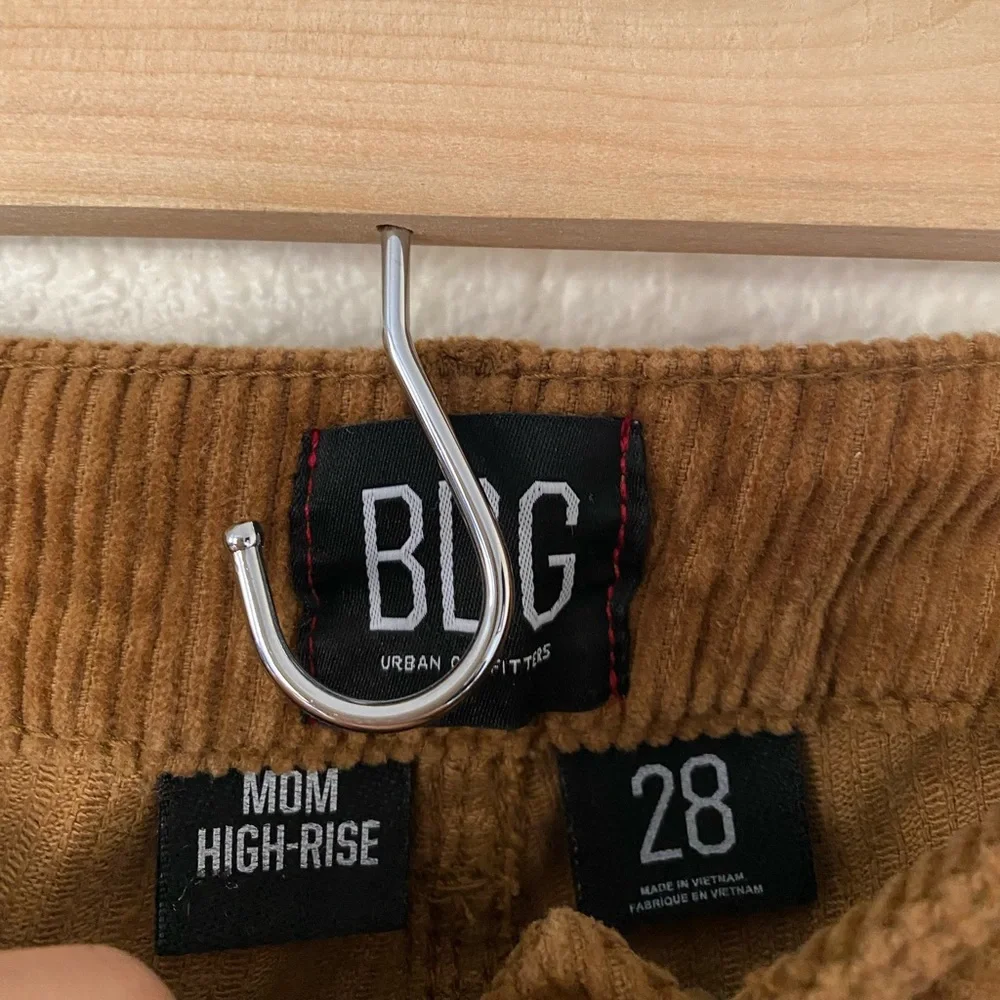 BDG
URBAN OUTFITTERS
MOM
HIGH-RISE
28
MADE IN VIETNAM
FABRIQUE EN VIETNAM